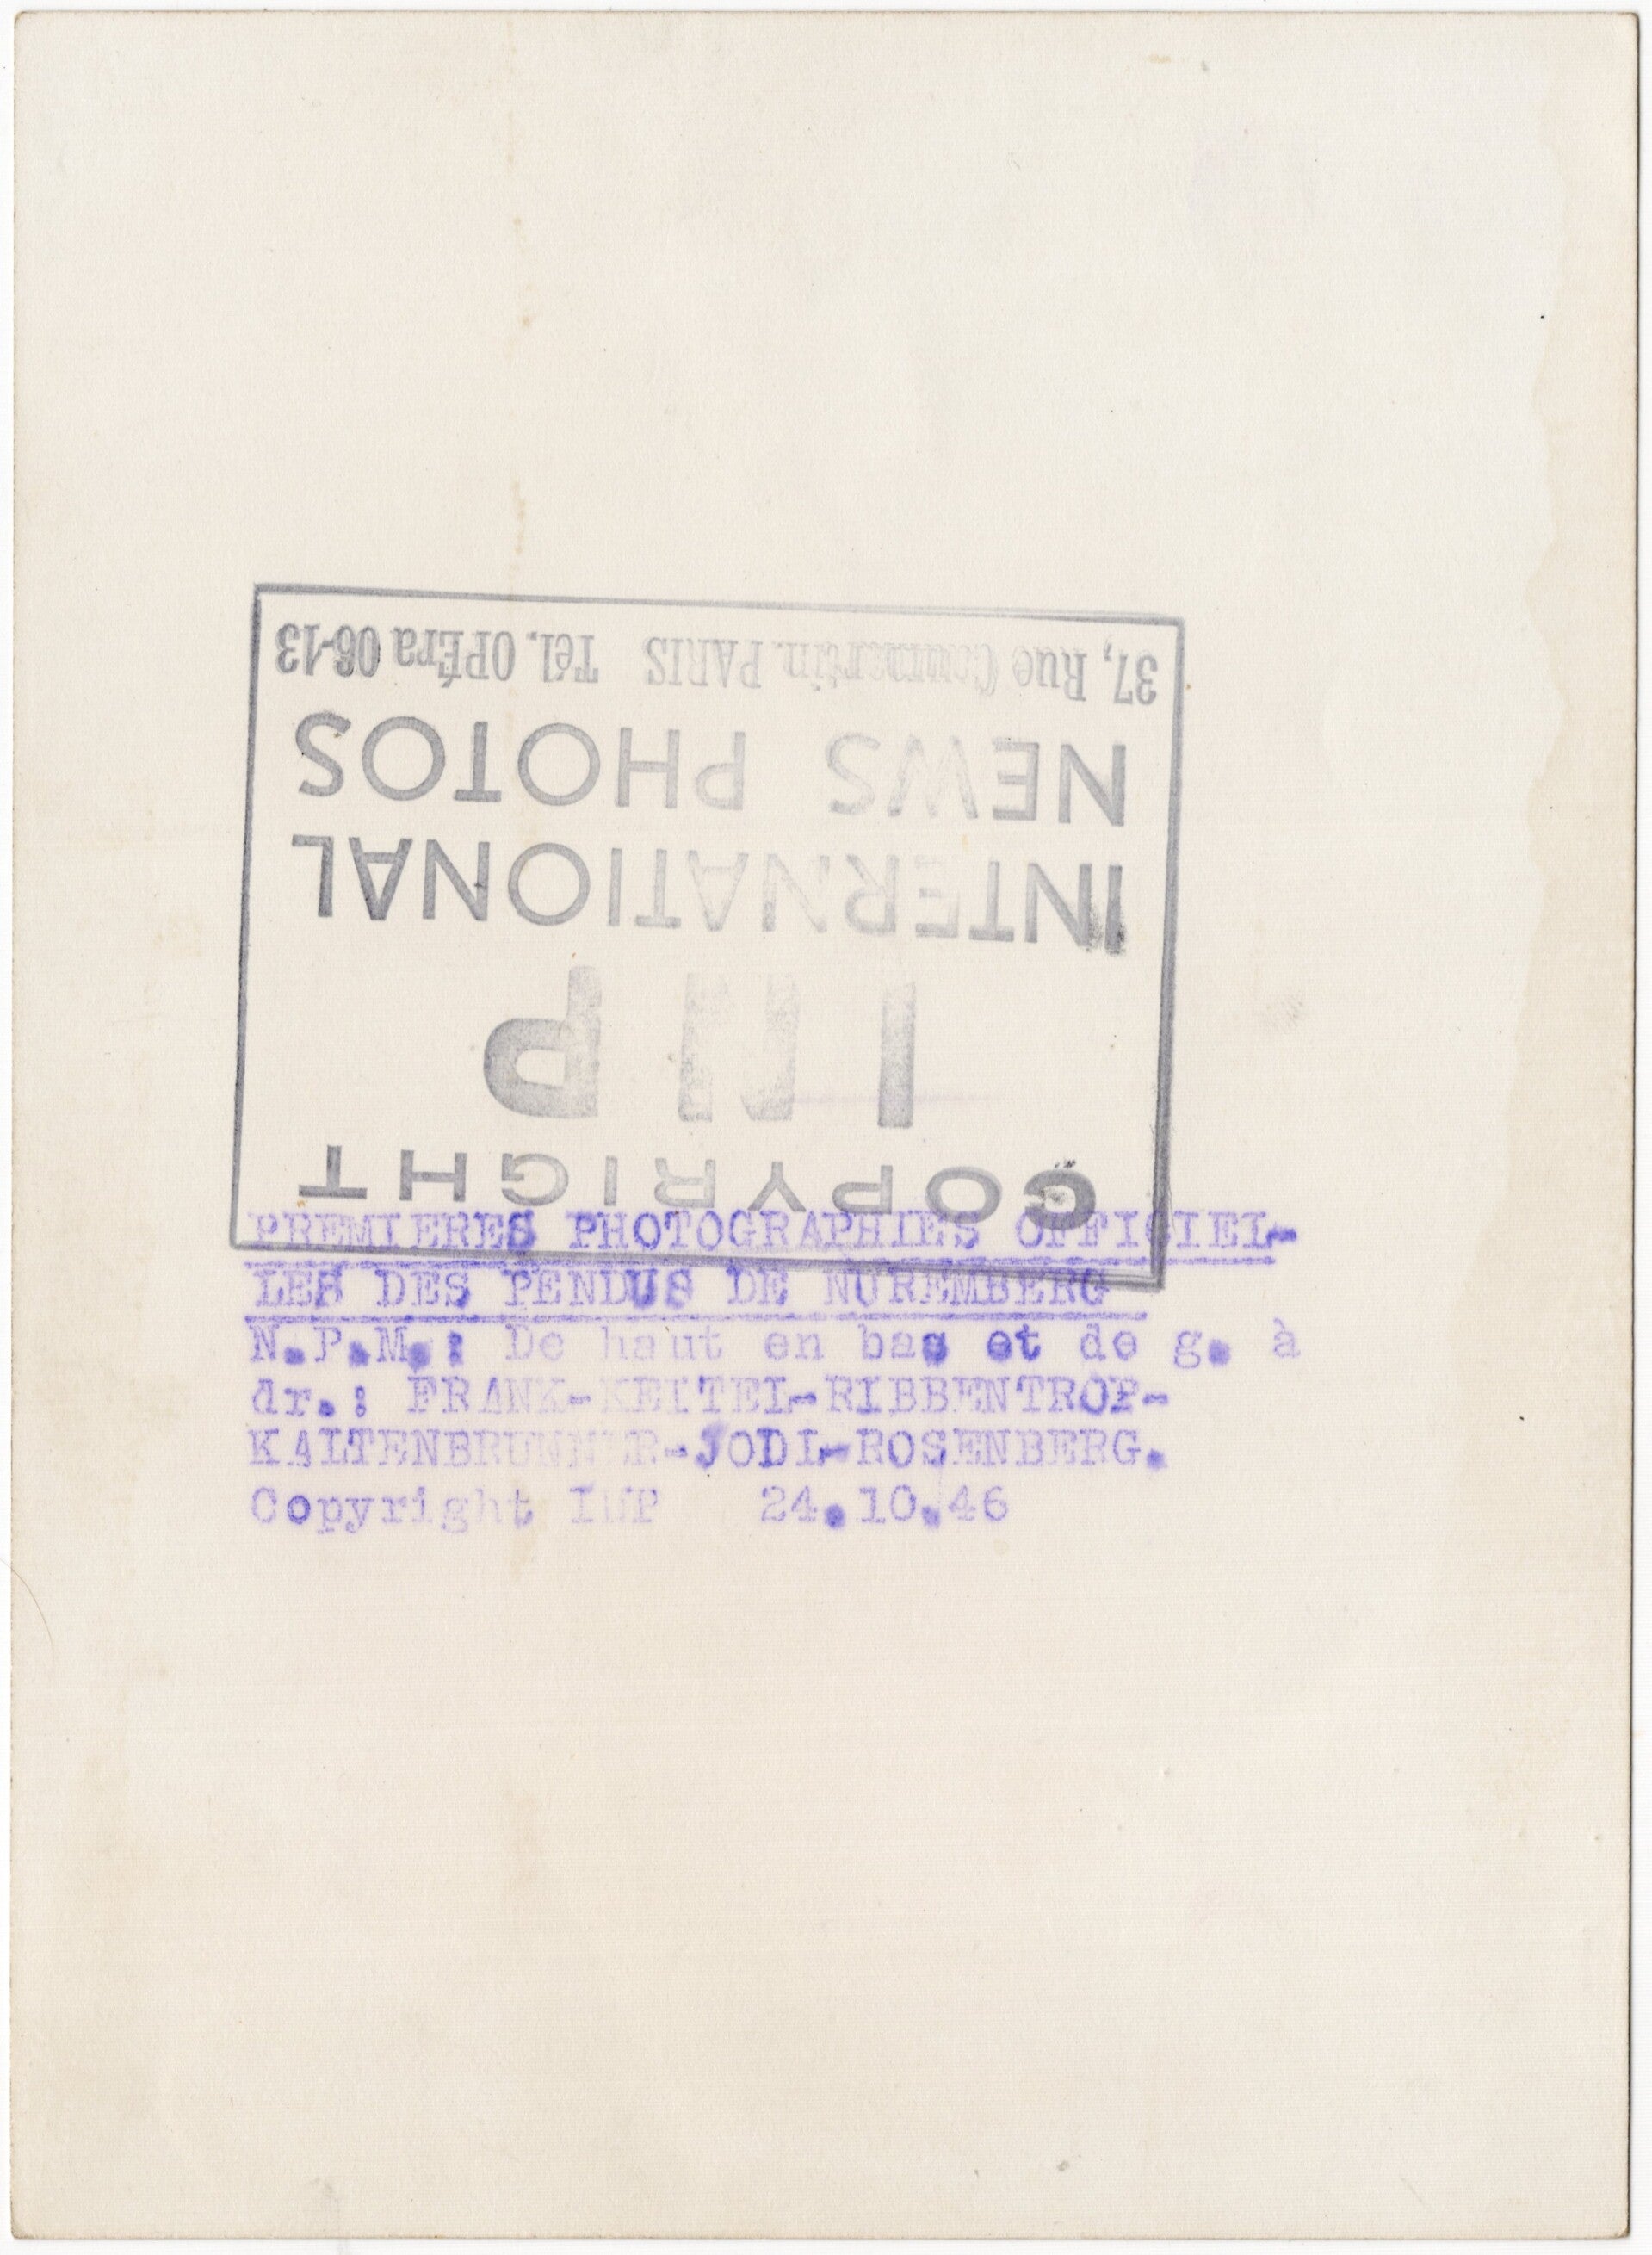 COPYRIGHT
INP
INTERNATIONAL
NEWS PHOTOS
37, Rue Caumartin. PARIS Tél. OPÉra 06-13
PREMIERES PHOTOGRAPHIES OFFICIEL-
LES DES PENDUS DE NUREMBERG
N.P.M.: De haut en bas et de g. à
dr.: FRANK-KEITEL-RIBBENTROP-
KALTENBRUNNER-JODL-ROSENBERG.
Copyright INP 24.10.46